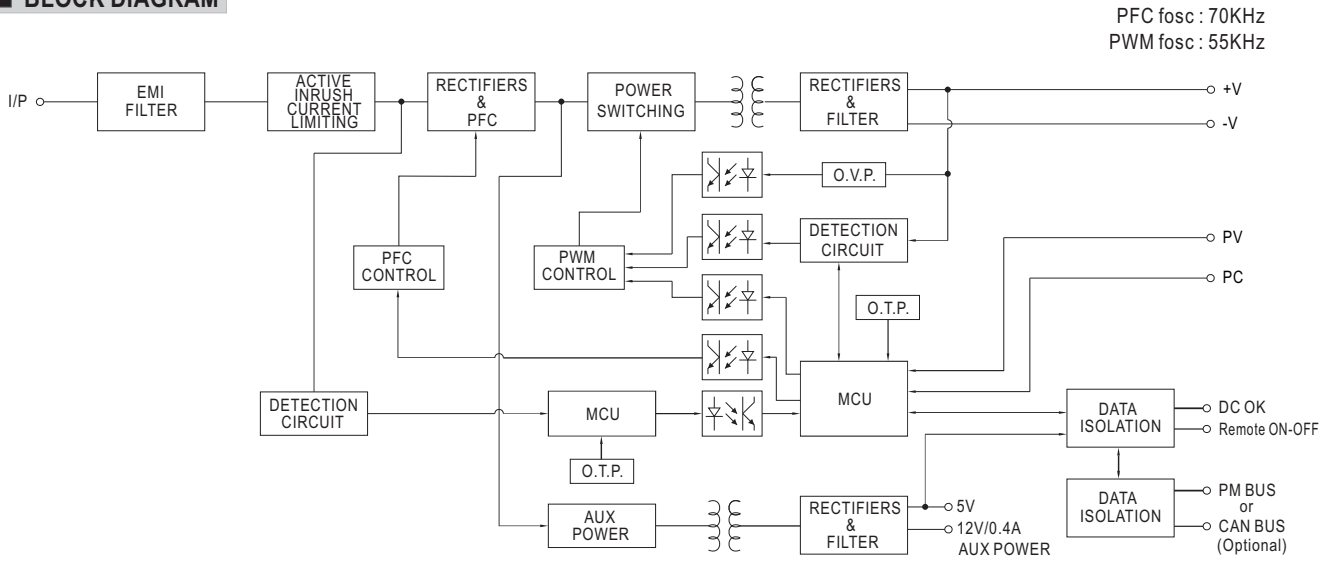 ■ BLOCK DIAGRAM
PFC fosc : 70KHz
PWM fosc : 55KHz
I/P
EMI
FILTER
ACTIVE
INRUSH
CURRENT
LIMITING
RECTIFIERS
&
PFC
POWER
SWITCHING
RECTIFIERS
&
FILTER
+V
-V
O.V.P.
DETECTION
CIRCUIT
PFC
CONTROL
PWM
CONTROL
PV
PC
O.T.P.
MCU
DETECTION
CIRCUIT
MCU
O.T.P.
DATA
ISOLATION
DC OK
Remote ON-OFF
AUX
POWER
RECTIFIERS
&
FILTER
5V
12V/0.4A
AUX POWER
DATA
ISOLATION
PM BUS
or
CAN BUS
(Optional)